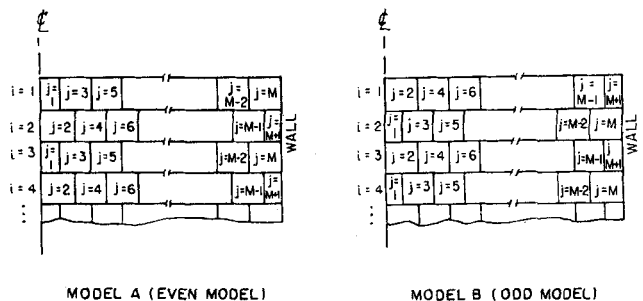 ℄ ℄
i = 1 j= 1 j=3 j=5 j= M-2 j= M
i=2 j=2 j=4 j=6 j=M-1 j= M+1
i=3 j= 1 j=3 j=5 j=M-2 j= M
i=4 j=2 j=4 j=6 j=M-1 j= M+1
WALL
i = 1 j=2 j=4 j=6 j= M-1 j= M+1
i=2 j= 1 j=3 j=5 j=M-2 j= M
i=3 j=2 j=4 j=6 j=M-1 j= M+1
i=4 j= 1 j=3 j=5 j=M-2 j=M
WALL
MODEL A (EVEN MODEL) MODEL B (ODD MODEL)